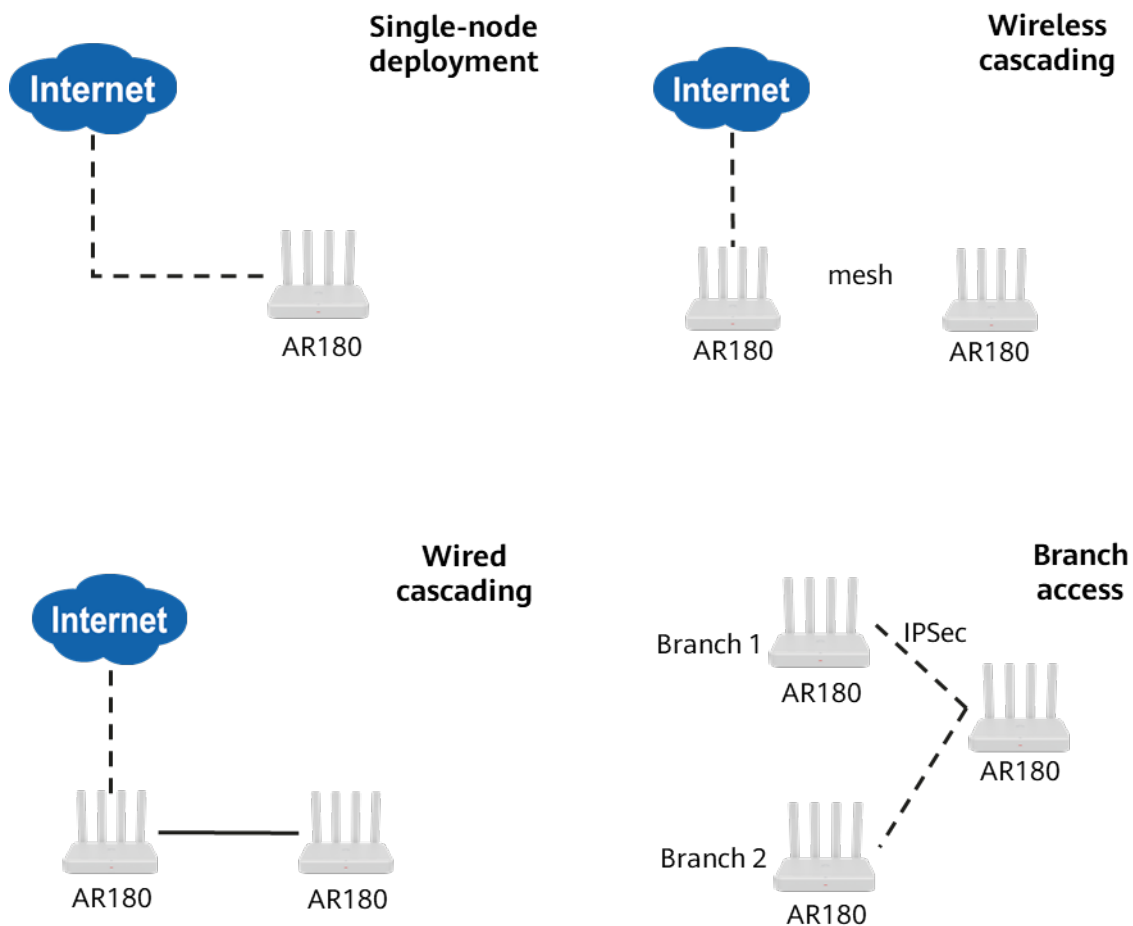 Single-node
deployment
Internet
AR180
Wireless
cascading
Internet
mesh
AR180
AR180
Wired
cascading
Internet
AR180
AR180
Branch
access
Branch 1
IPSec
AR180
AR180
Branch 2
AR180